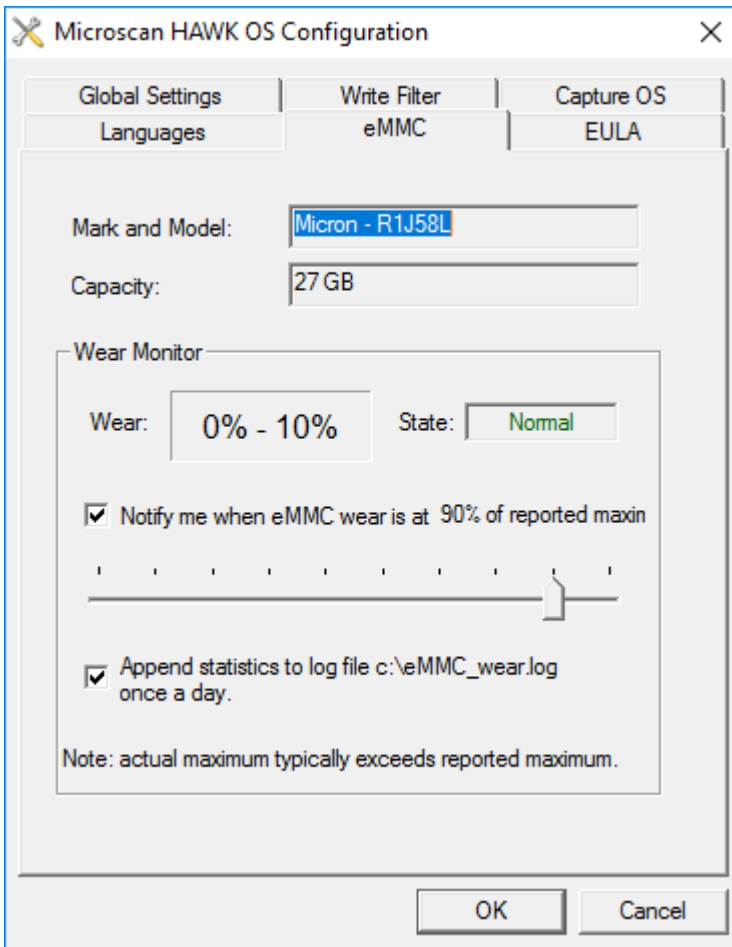 Microscan HAWK OS Configuration
Global Settings Write Filter Capture OS
Languages eMMC EULA
Mark and Model: Micron - R1J58L
Capacity: 27 GB
Wear Monitor
Wear: 0% - 10% State: Normal
Notify me when eMMC wear is at 90% of reported maxin
Append statistics to log file c:\eMMC_wear.log
once a day.
Note: actual maximum typically exceeds reported maximum.
OK Cancel